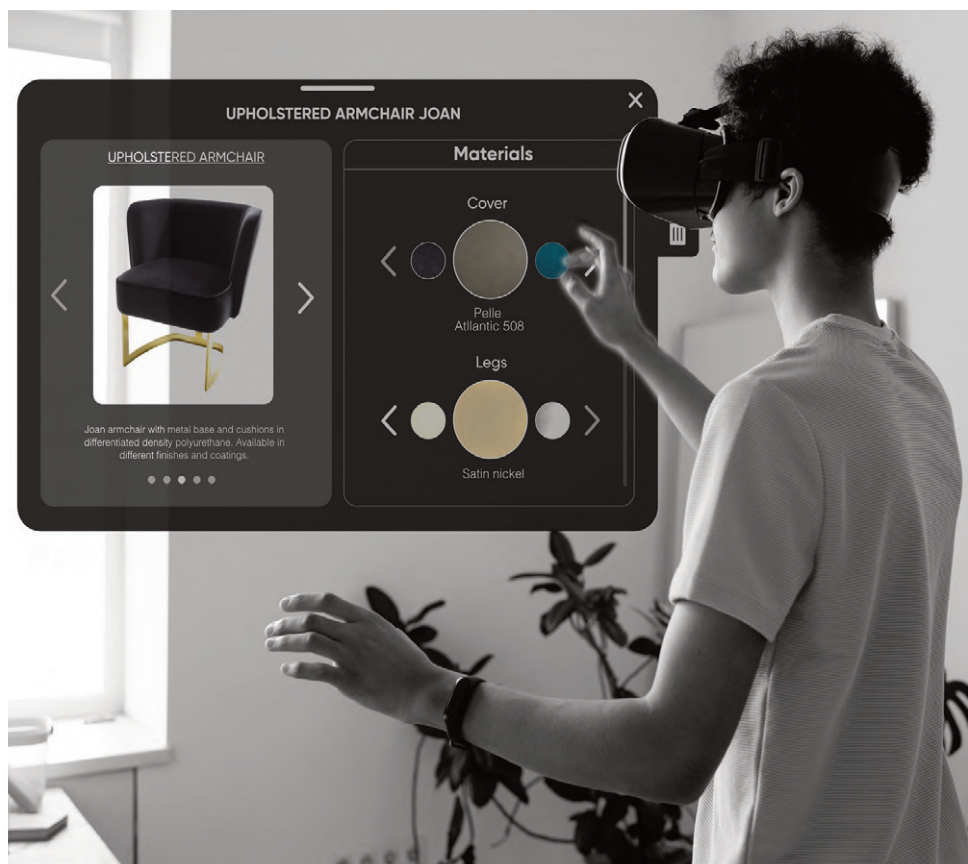 UPHOLSTERED ARMCHAIR JOAN
UPHOLSTERED ARMCHAIR
Joan armchair with metal base and cushions in
differentiated density polyurethane. Available in
different finishes and coatings.
Materials
Cover
Pelle
Atllantic 508
Legs
Satin nickel